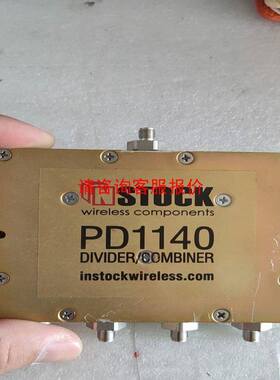 请咨询客服报价
INSTOCK
wireless components
PD1140
DIVIDER/COMBINER
instockwireless.com